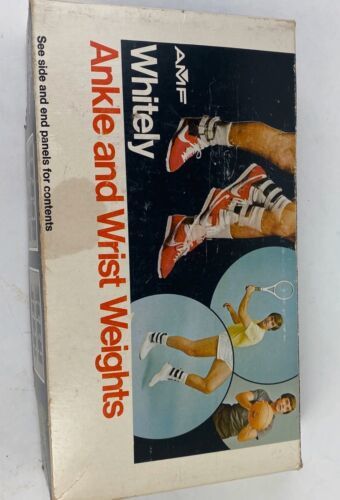 AMF
Whitely
Ankle and Wrist Weights
See side and end panels for contents